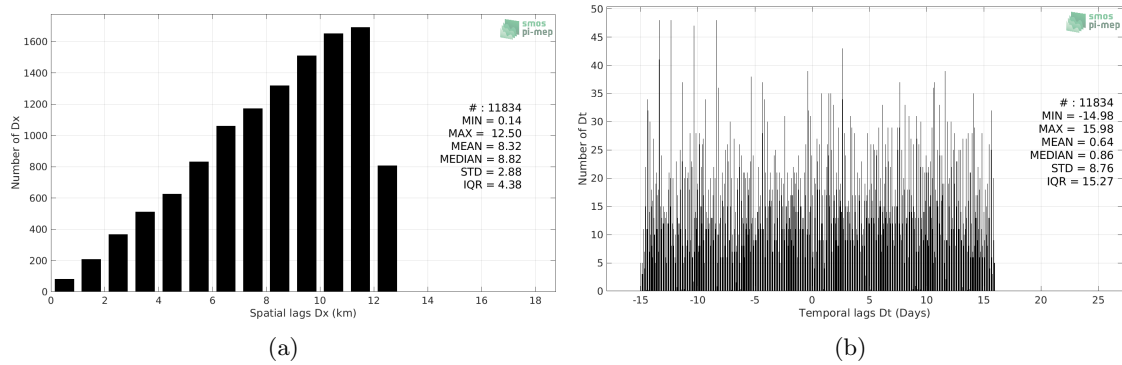 smos
pi-mep
1600
1400
1200
1000
800
600
400
200
0
Number of Dx
# : 11834
MIN = 0.14
MAX = 12.50
MEAN = 8.32
MEDIAN = 8.82
STD = 2.88
IQR = 4.38
0 2 4 6 8 10 12 14 16 18
Spatial lags Dx (km)
(a)
smos
pi-mep
50
45
40
35
30
25
20
15
10
5
0
Number of Dt
# : 11834
MIN = -14.98
MAX = 15.98
MEAN = 0.64
MEDIAN = 0.86
STD = 8.76
IQR = 15.27
-15 -10 -5 0 5 10 15 20 25
Temporal lags Dt (Days)
(b)